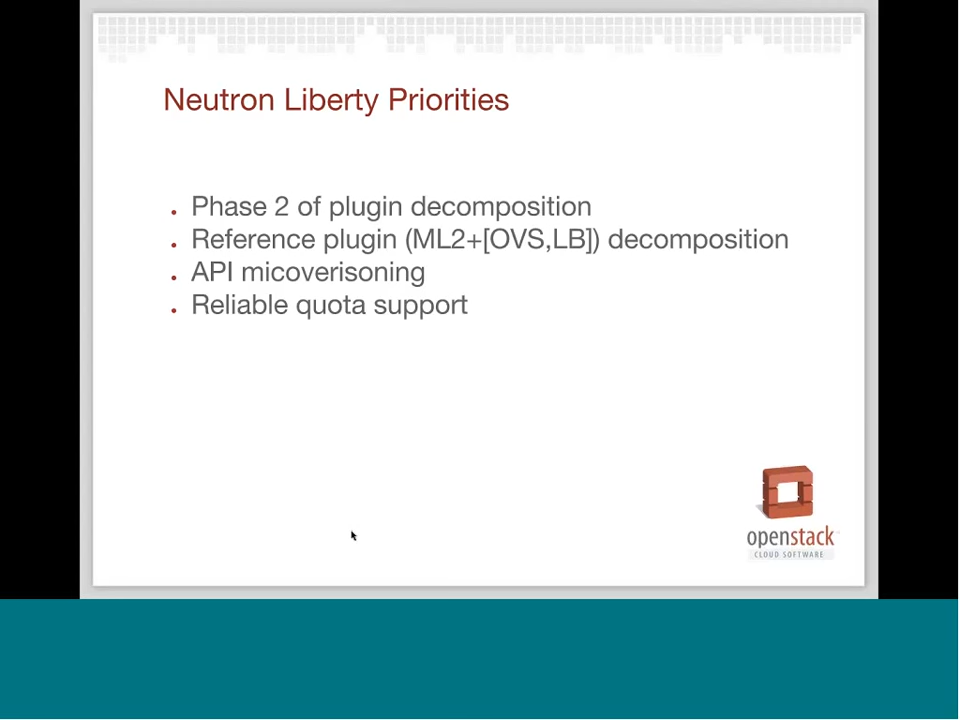 Neutron Liberty Priorities
Phase 2 of plugin decomposition
Reference plugin (ML2+[OVS,LB]) decomposition
API micoverisoning
Reliable quota support
openstack
CLOUD SOFTWARE